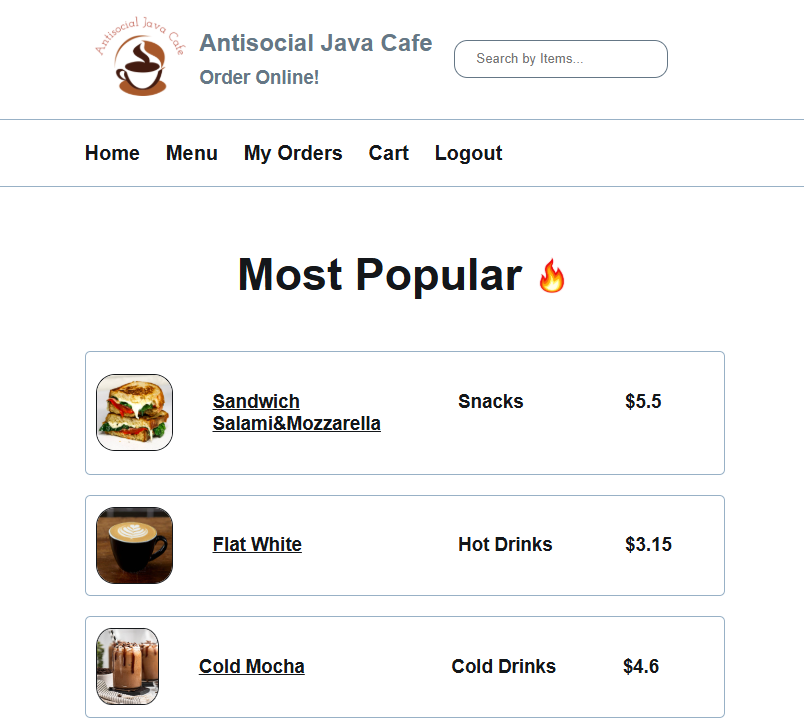 Antisocial Java Cafe
Antisocial Java Cafe
Order Online!
Search by Items...
Home Menu My Orders Cart Logout
Most Popular 🔥
Sandwich Snacks $5.5
Salami&Mozzarella
Flat White Hot Drinks $3.15
Cold Mocha Cold Drinks $4.6